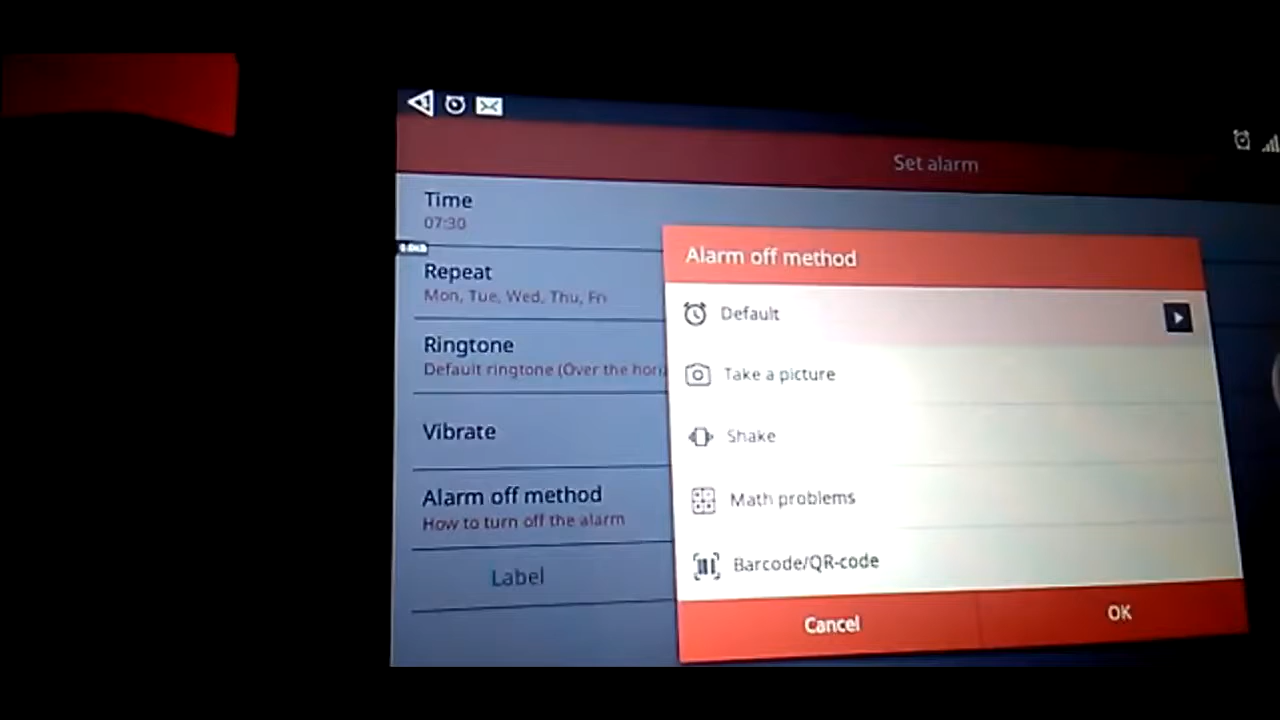 Set alarm
Time
07:30
Repeat
Mon, Tue, Wed, Thu, Fri
Ringtone
Default ringtone (Over the hori
Vibrate
Alarm off method
How to turn off the alarm
Label
Alarm off method
Default
Take a picture
Shake
Math problems
Barcode/QR-code
Cancel
OK